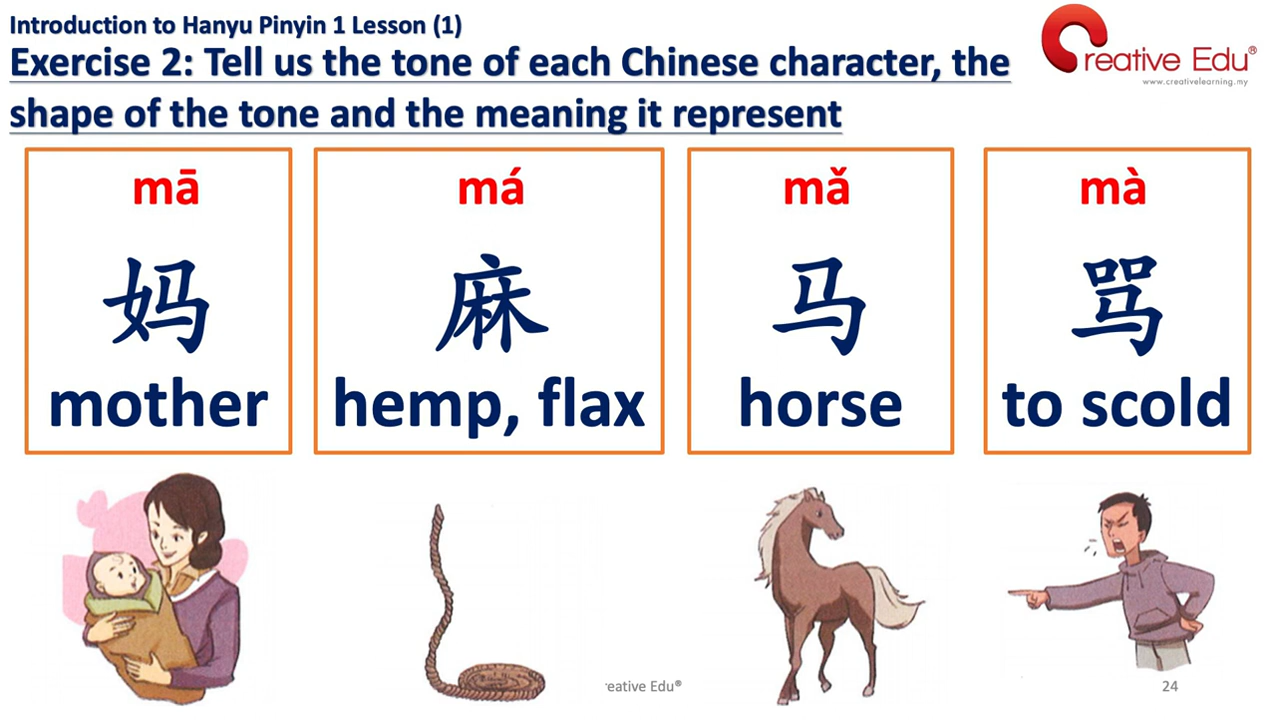 Introduction to Hanyu Pinyin 1 Lesson (1)
Exercise 2: Tell us the tone of each Chinese character, the
shape of the tone and the meaning it represent
Creative Edu®
www.creativelearning.my
mā
妈
mother
má
麻
hemp, flax
mǎ
马
horse
mà
骂
to scold
reative Edu®
24